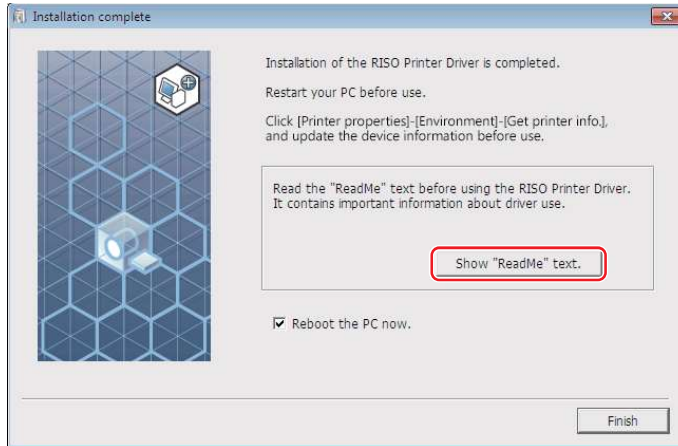 Installation complete
Installation of the RISO Printer Driver is completed.
Restart your PC before use.
Click [Printer properties]-[Environment]-[Get printer info.],
and update the device information before use.
Read the "ReadMe" text before using the RISO Printer Driver.
It contains important information about driver use.
Show "ReadMe" text.
Reboot the PC now.
Finish